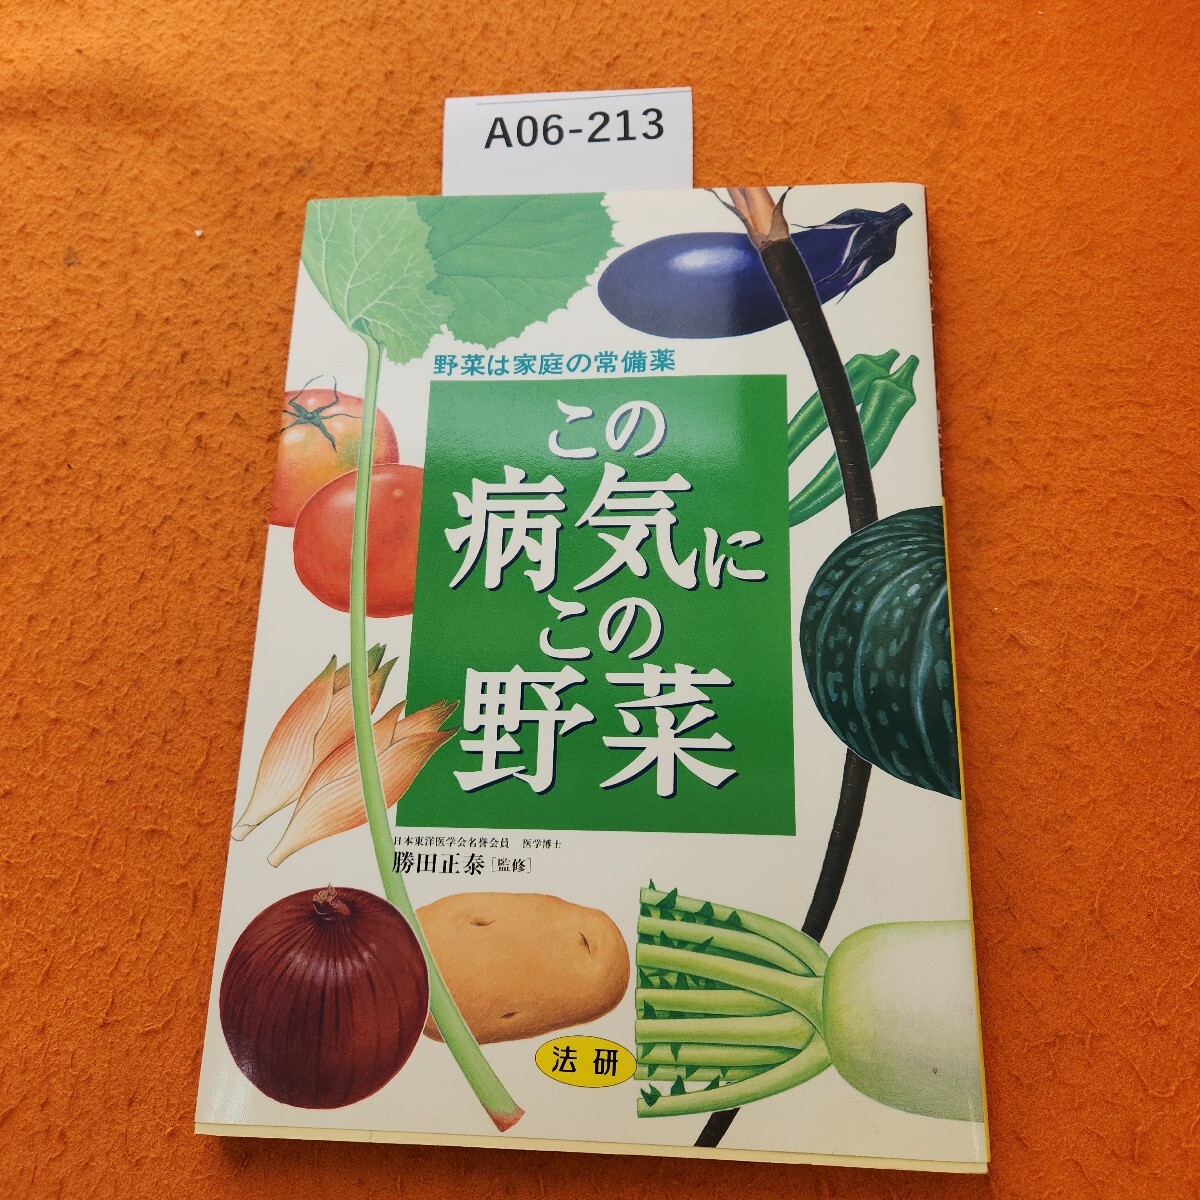 A06-213
野菜は家庭の常備薬
この
病気に
この
野菜
日本東洋医学会名誉会員 医学博士
勝田正泰[監修]
法研